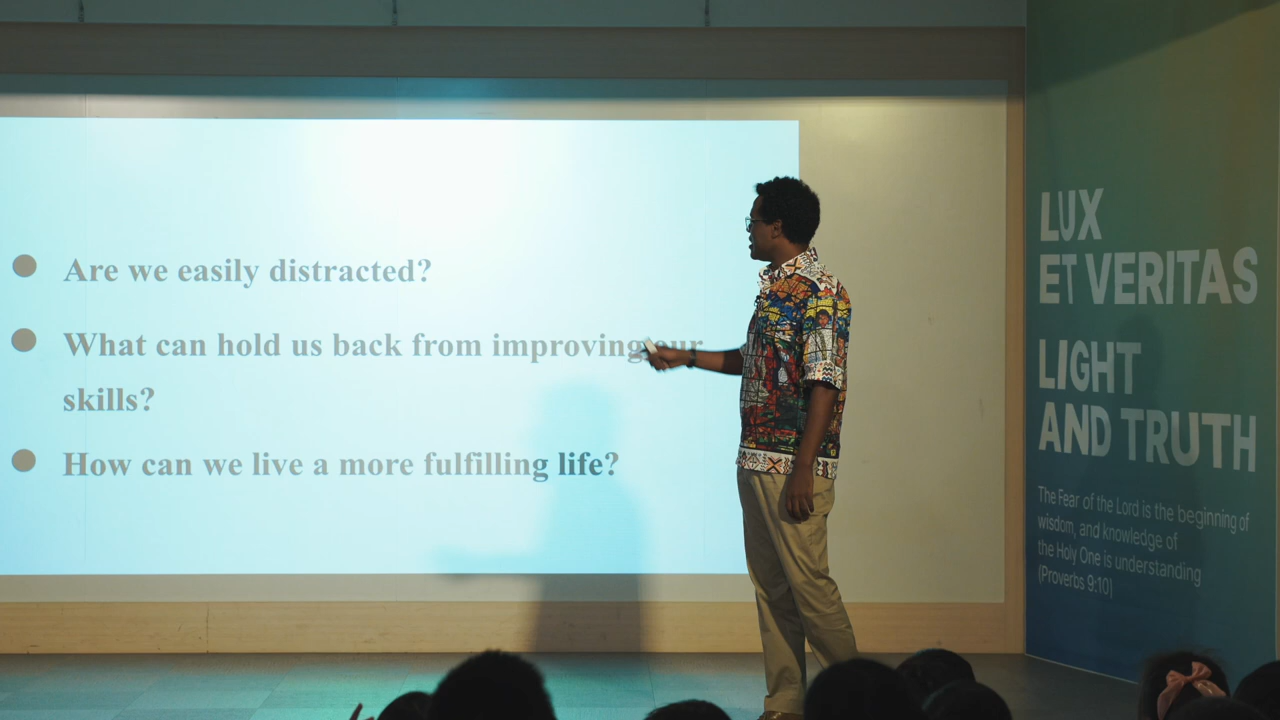 Are we easily distracted?
What can hold us back from improving our
skills?
How can we live a more fulfilling life?
LUX
ET VERITAS
LIGHT
AND TRUTH
The Fear of the Lord is the beginning of
wisdom, and knowledge of
the Holy One is understanding
(Proverbs 9:10)